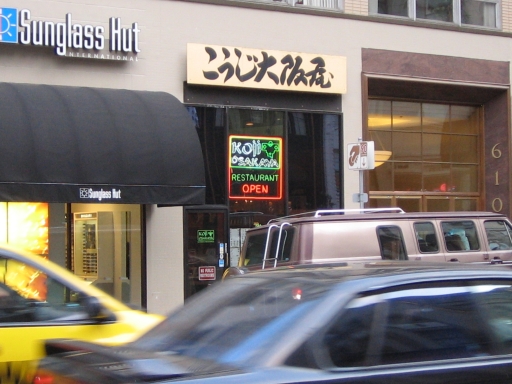 Sunglass Hut
INTERNATIONAL
こうじ大阪屋
KOJI
OSAKAYA
RESTAURANT
OPEN
Sunglass Hut
610